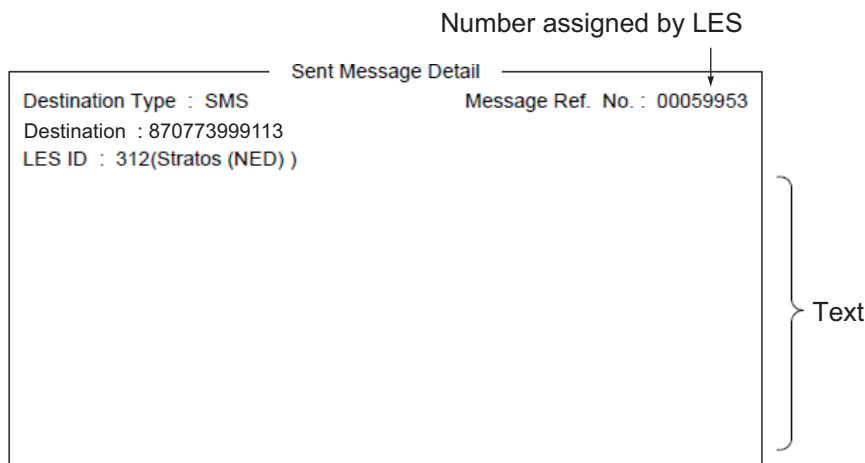 Number assigned by LES
Sent Message Detail
Destination Type : SMS Message Ref. No. : 00059953
Destination : 870773999113
LES ID : 312(Stratos (NED) )
Text